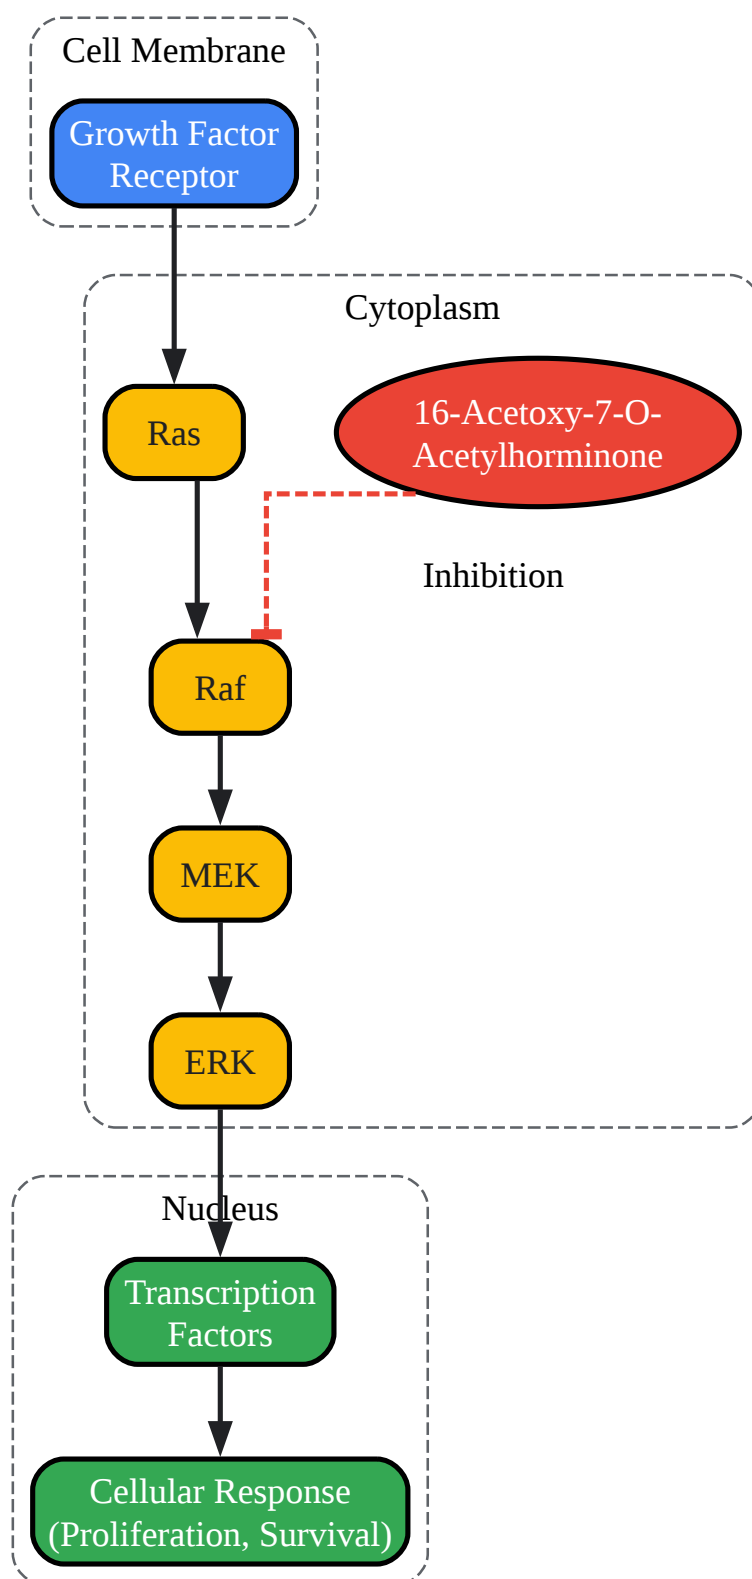 Cell Membrane
Growth Factor
Receptor
Cytoplasm
Ras
16-Acetoxy-7-O-
Acetylhorminone
Inhibition
Raf
MEK
ERK
Nucleus
Transcription
Factors
Cellular Response
(Proliferation, Survival)